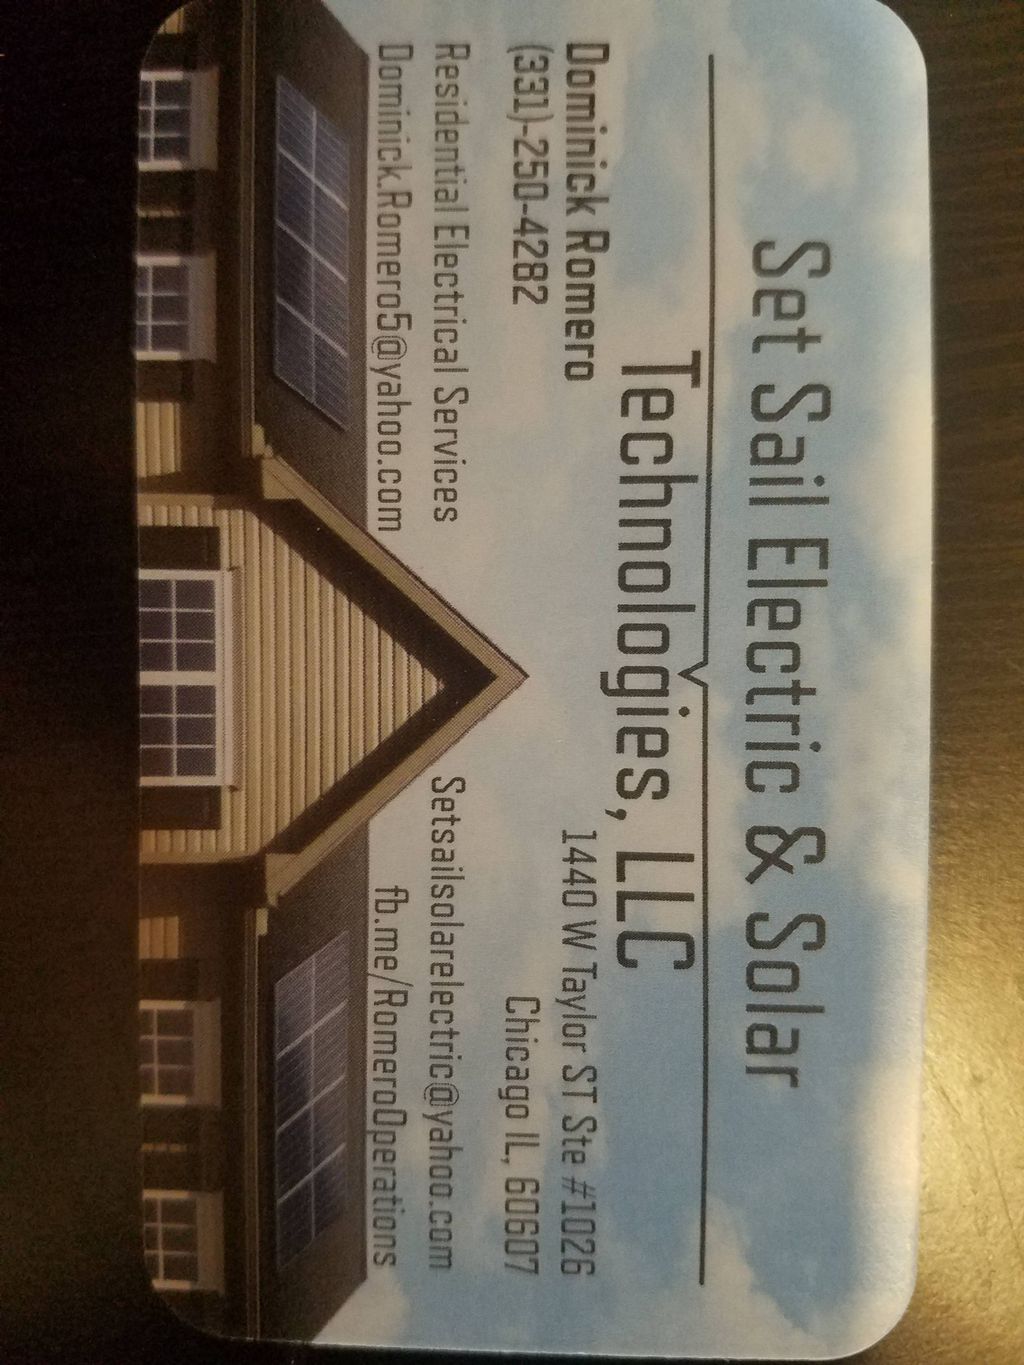 Set Sail Electric & Solar
Technologies, LLC
Dominick Romero
(331)-250-4282
Residential Electrical Services
Dominick.Romero5@yahoo.com
1440 W Taylor ST Ste #1026
Chicago IL, 60607
Setsailsolarelectric@yahoo.com
fb.me/RomeroOperations